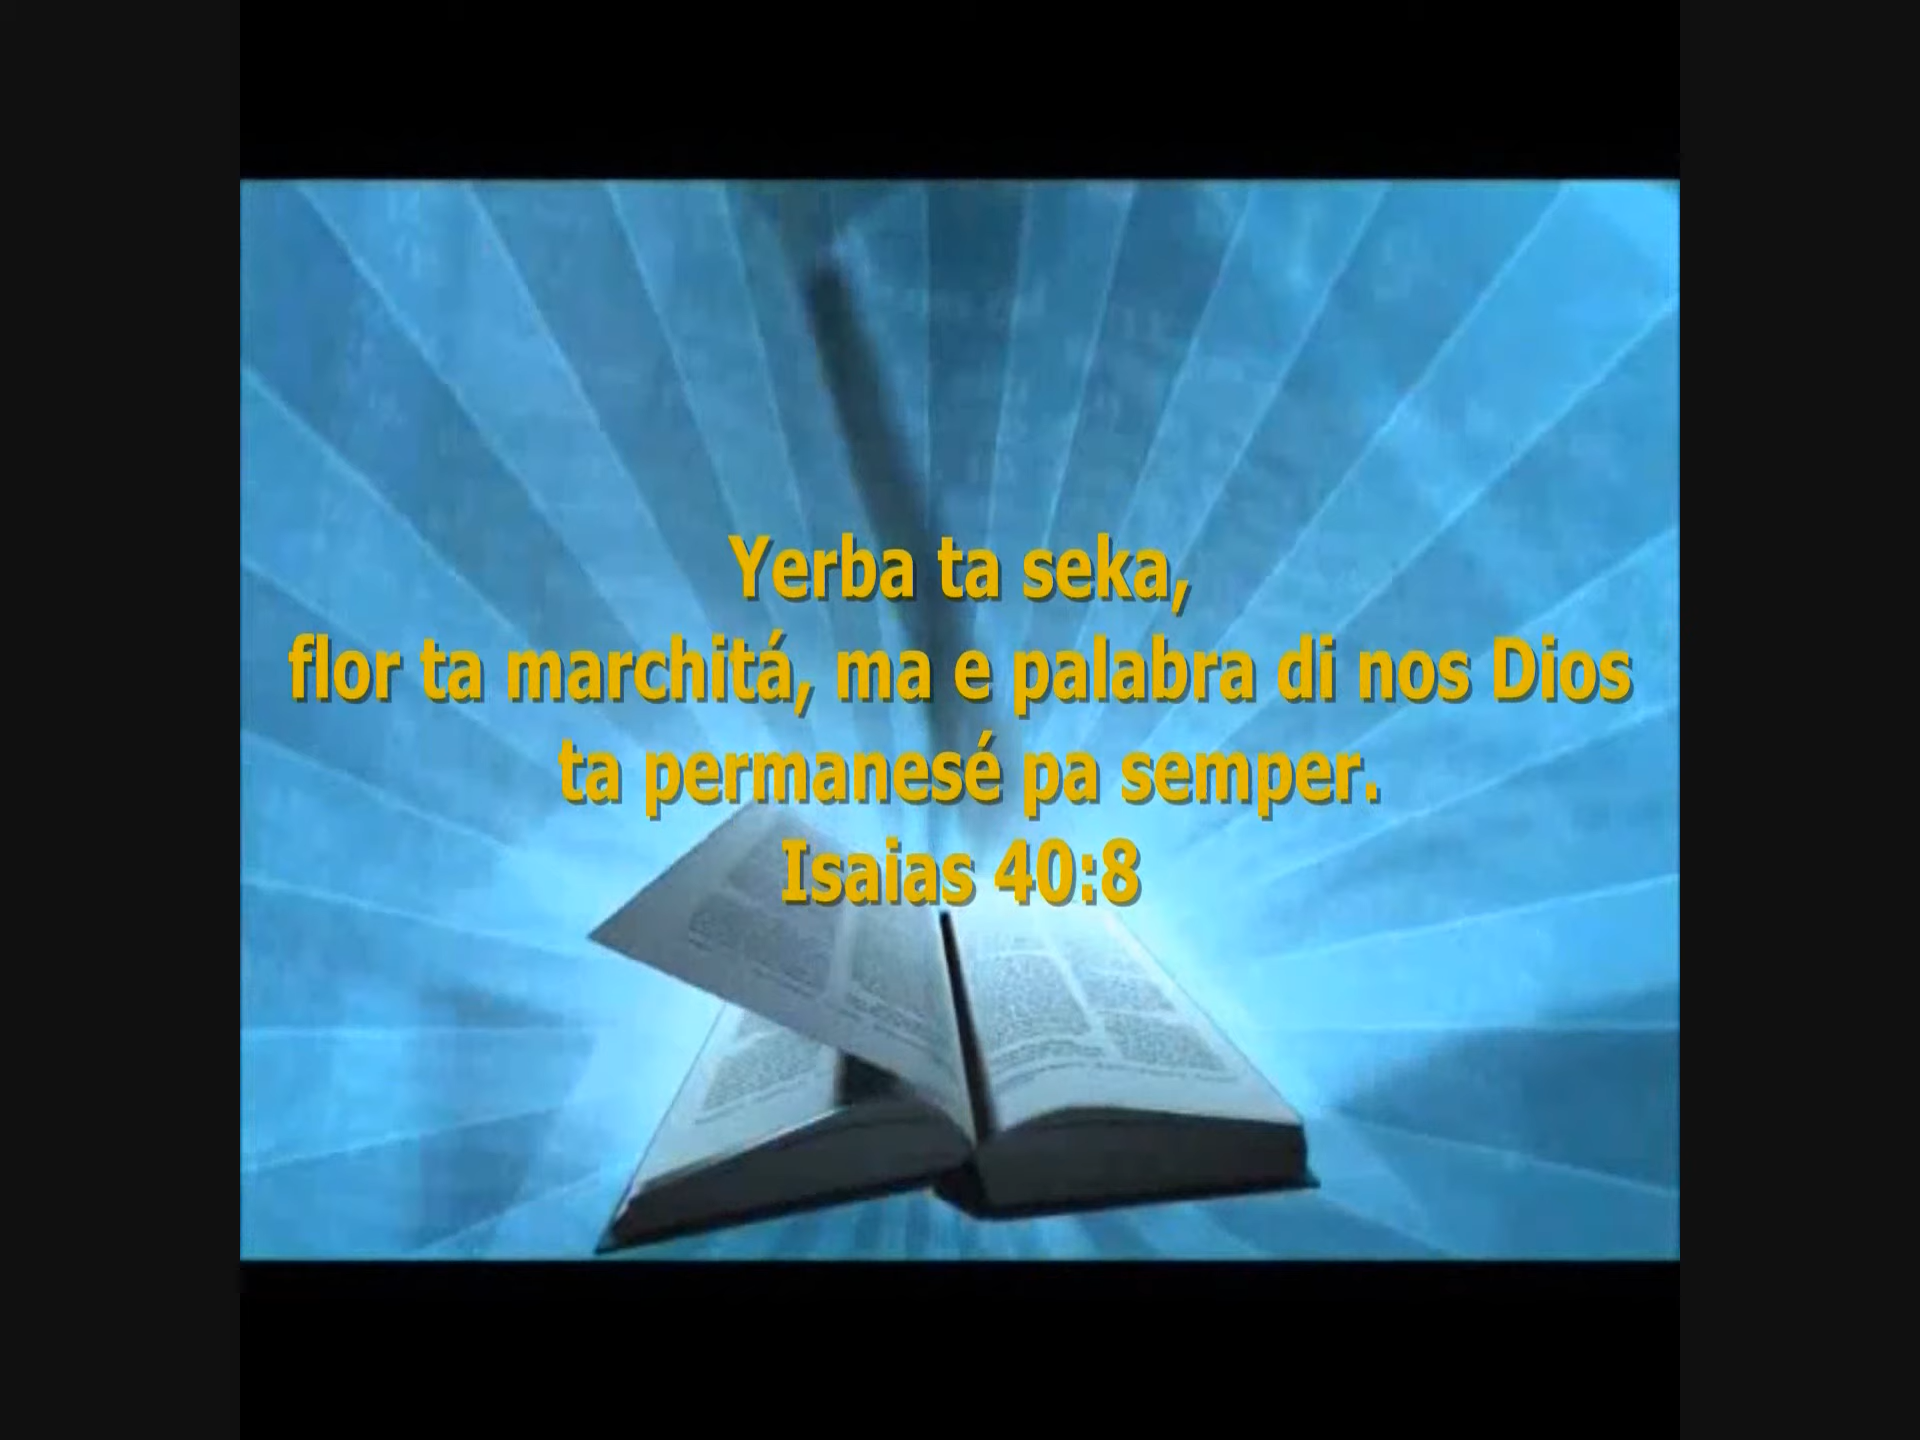 Yerba ta seka,
flor ta marchitá, ma e palabra di nos Dios
ta permanesé pa semper.
Isaias 40:8